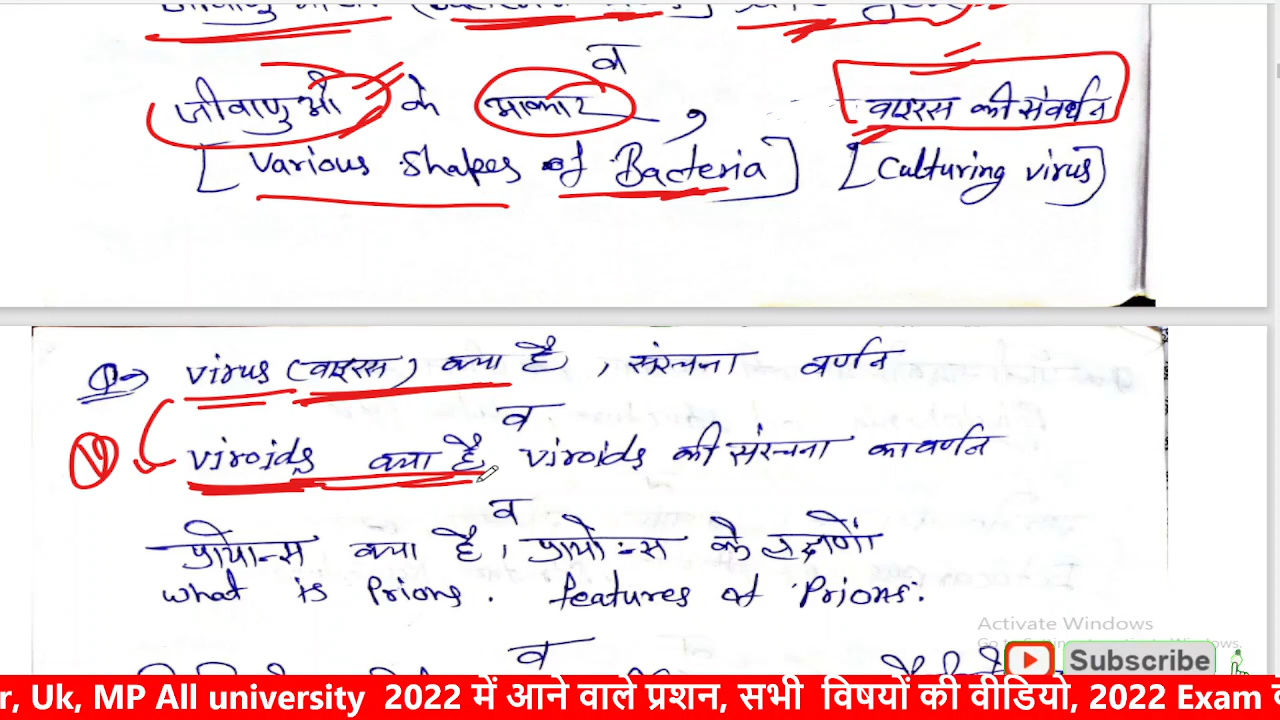 जीवाणुओं के आकार व वाइरस की संवर्धन
[Various Shapes of Bacteria] , [Culturing virus]
Q→ virus (वाइरस) क्या है, संरचना वर्णन
व
viroids क्या है, viroids की संरचना का वर्णन
व
प्रीयान्स क्या है, प्रायोन्स के लक्षणों
what is Prions. features of Prions.
व
Activate Windows
Subscribe
r, Uk, MP All university 2022 में आने वाले प्रशन, सभी विषयों की वीडियो, 2022 Exam